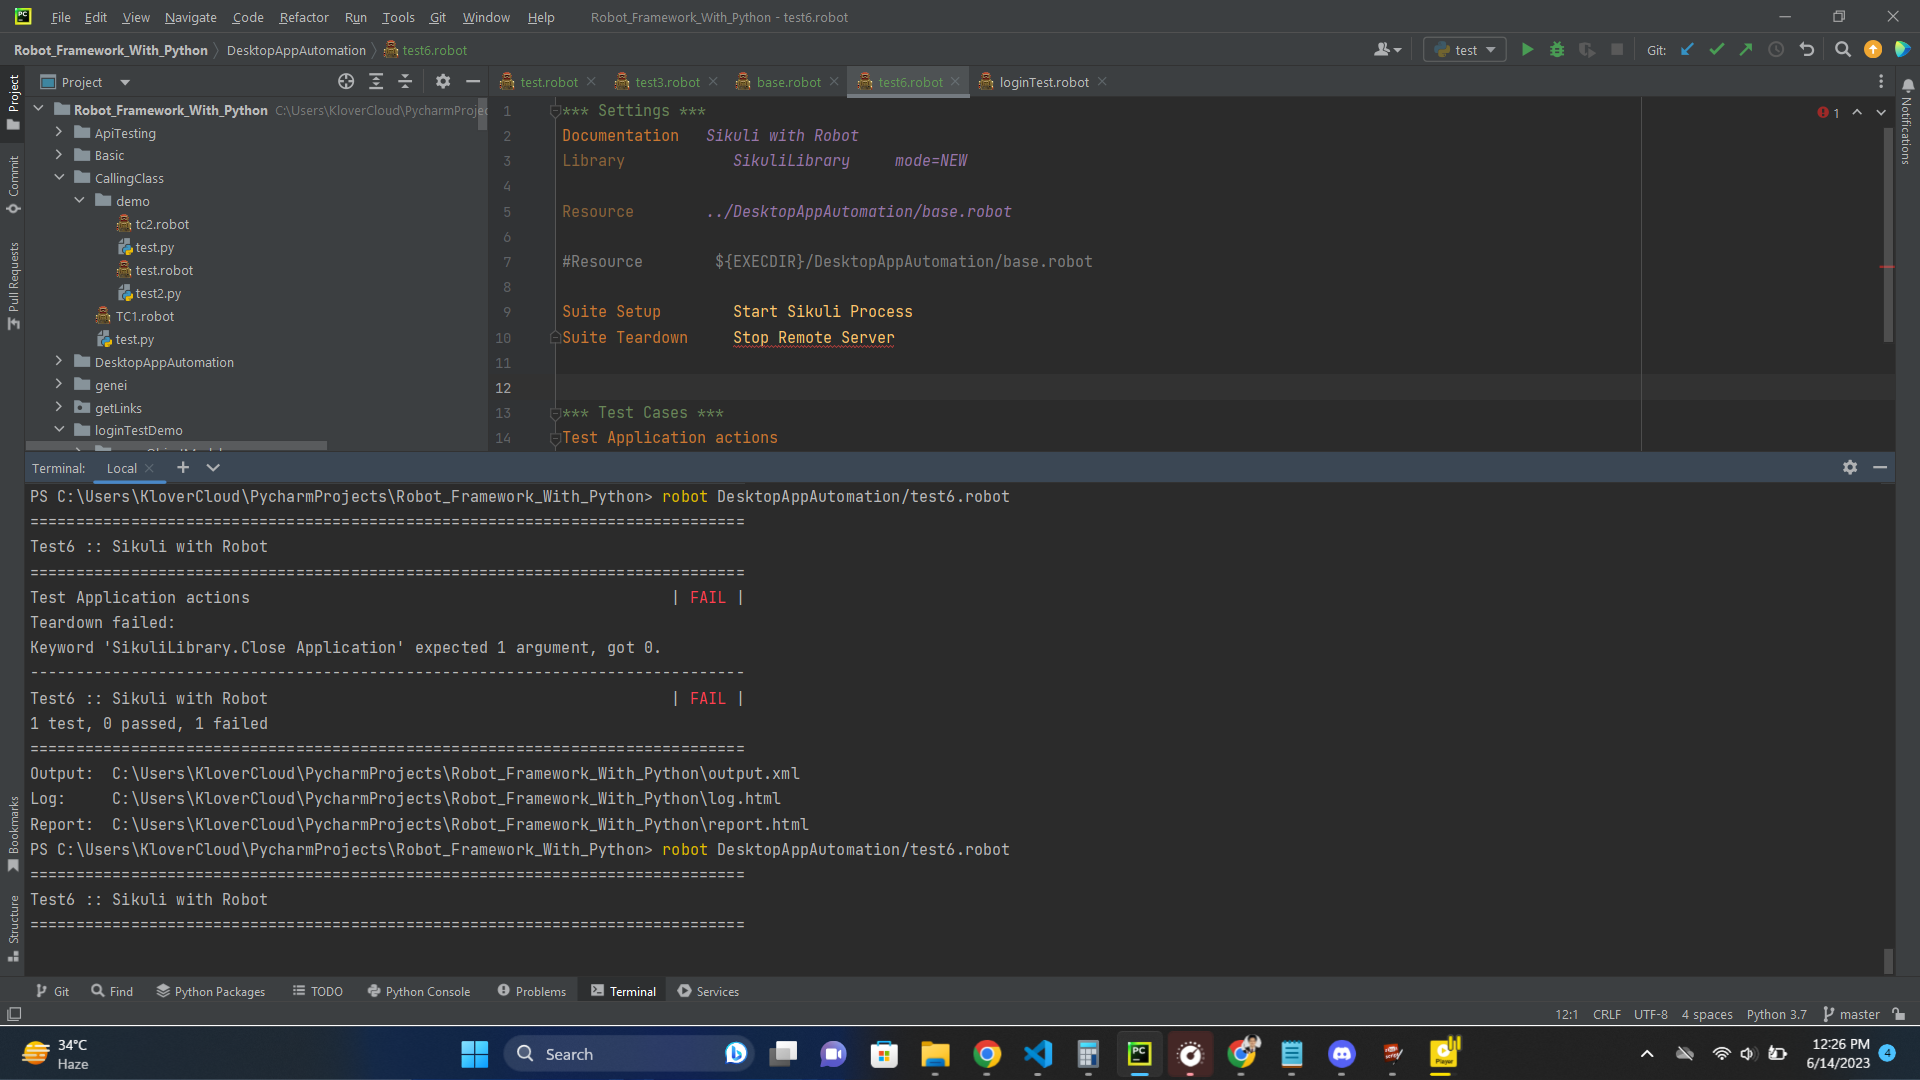 PC File Edit View Navigate Code Refactor Run Tools Git Window Help Robot_Framework_With_Python - test6.robot
Robot_Framework_With_Python DesktopAppAutomation test6.robot test Git:
Project
test.robot test3.robot base.robot test6.robot loginTest.robot
Robot_Framework_With_Python C:\Users\KloverCloud\PycharmProjec
ApiTesting
Basic
CallingClass
demo
tc2.robot
test.py
test.robot
test2.py
TC1.robot
test.py
DesktopAppAutomation
genei
getLinks
loginTestDemo
1 *** Settings ***
2 Documentation Sikuli with Robot
3 Library SikuliLibrary mode=NEW
4
5 Resource ../DesktopAppAutomation/base.robot
6
7 #Resource ${EXECDIR}/DesktopAppAutomation/base.robot
8
9 Suite Setup Start Sikuli Process
10 Suite Teardown Stop Remote Server
11
12
13 *** Test Cases ***
14 Test Application actions
1
Project
Commit
Pull Requests
Bookmarks
Structure
Notifications
Terminal: Local
PS C:\Users\KloverCloud\PycharmProjects\Robot_Framework_With_Python> robot DesktopAppAutomation/test6.robot
==============================================================================
Test6 :: Sikuli with Robot
==============================================================================
Test Application actions | FAIL |
Teardown failed:
Keyword 'SikuliLibrary.Close Application' expected 1 argument, got 0.
------------------------------------------------------------------------------
Test6 :: Sikuli with Robot | FAIL |
1 test, 0 passed, 1 failed
==============================================================================
Output: C:\Users\KloverCloud\PycharmProjects\Robot_Framework_With_Python\output.xml
Log: C:\Users\KloverCloud\PycharmProjects\Robot_Framework_With_Python\log.html
Report: C:\Users\KloverCloud\PycharmProjects\Robot_Framework_With_Python\report.html
PS C:\Users\KloverCloud\PycharmProjects\Robot_Framework_With_Python> robot DesktopAppAutomation/test6.robot
==============================================================================
Test6 :: Sikuli with Robot
==============================================================================
Git Find Python Packages TODO Python Console Problems Terminal Services
12:1 CRLF UTF-8 4 spaces Python 3.7 master
34°C
Haze
Search
PC
12:26 PM
6/14/2023
4